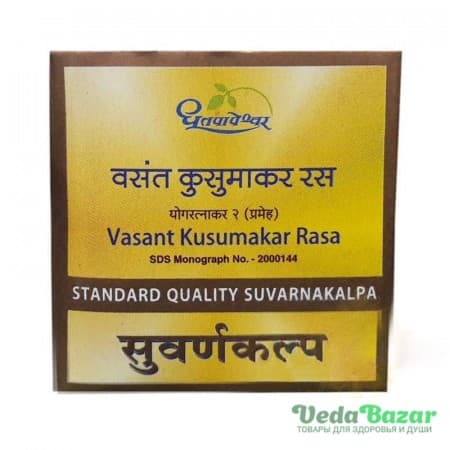 धूतपापेश्वर
वसंत कुसुमाकर रस
योगरत्नाकर २ (प्रमेह)
Vasant Kusumakar Rasa
SDS Monograph No. - 2000144
STANDARD QUALITY SUVARNAKALPA
सुवर्णकल्प
VedaBazar
ТОВАРЫ ДЛЯ ЗДОРОВЬЯ И ДУШИ